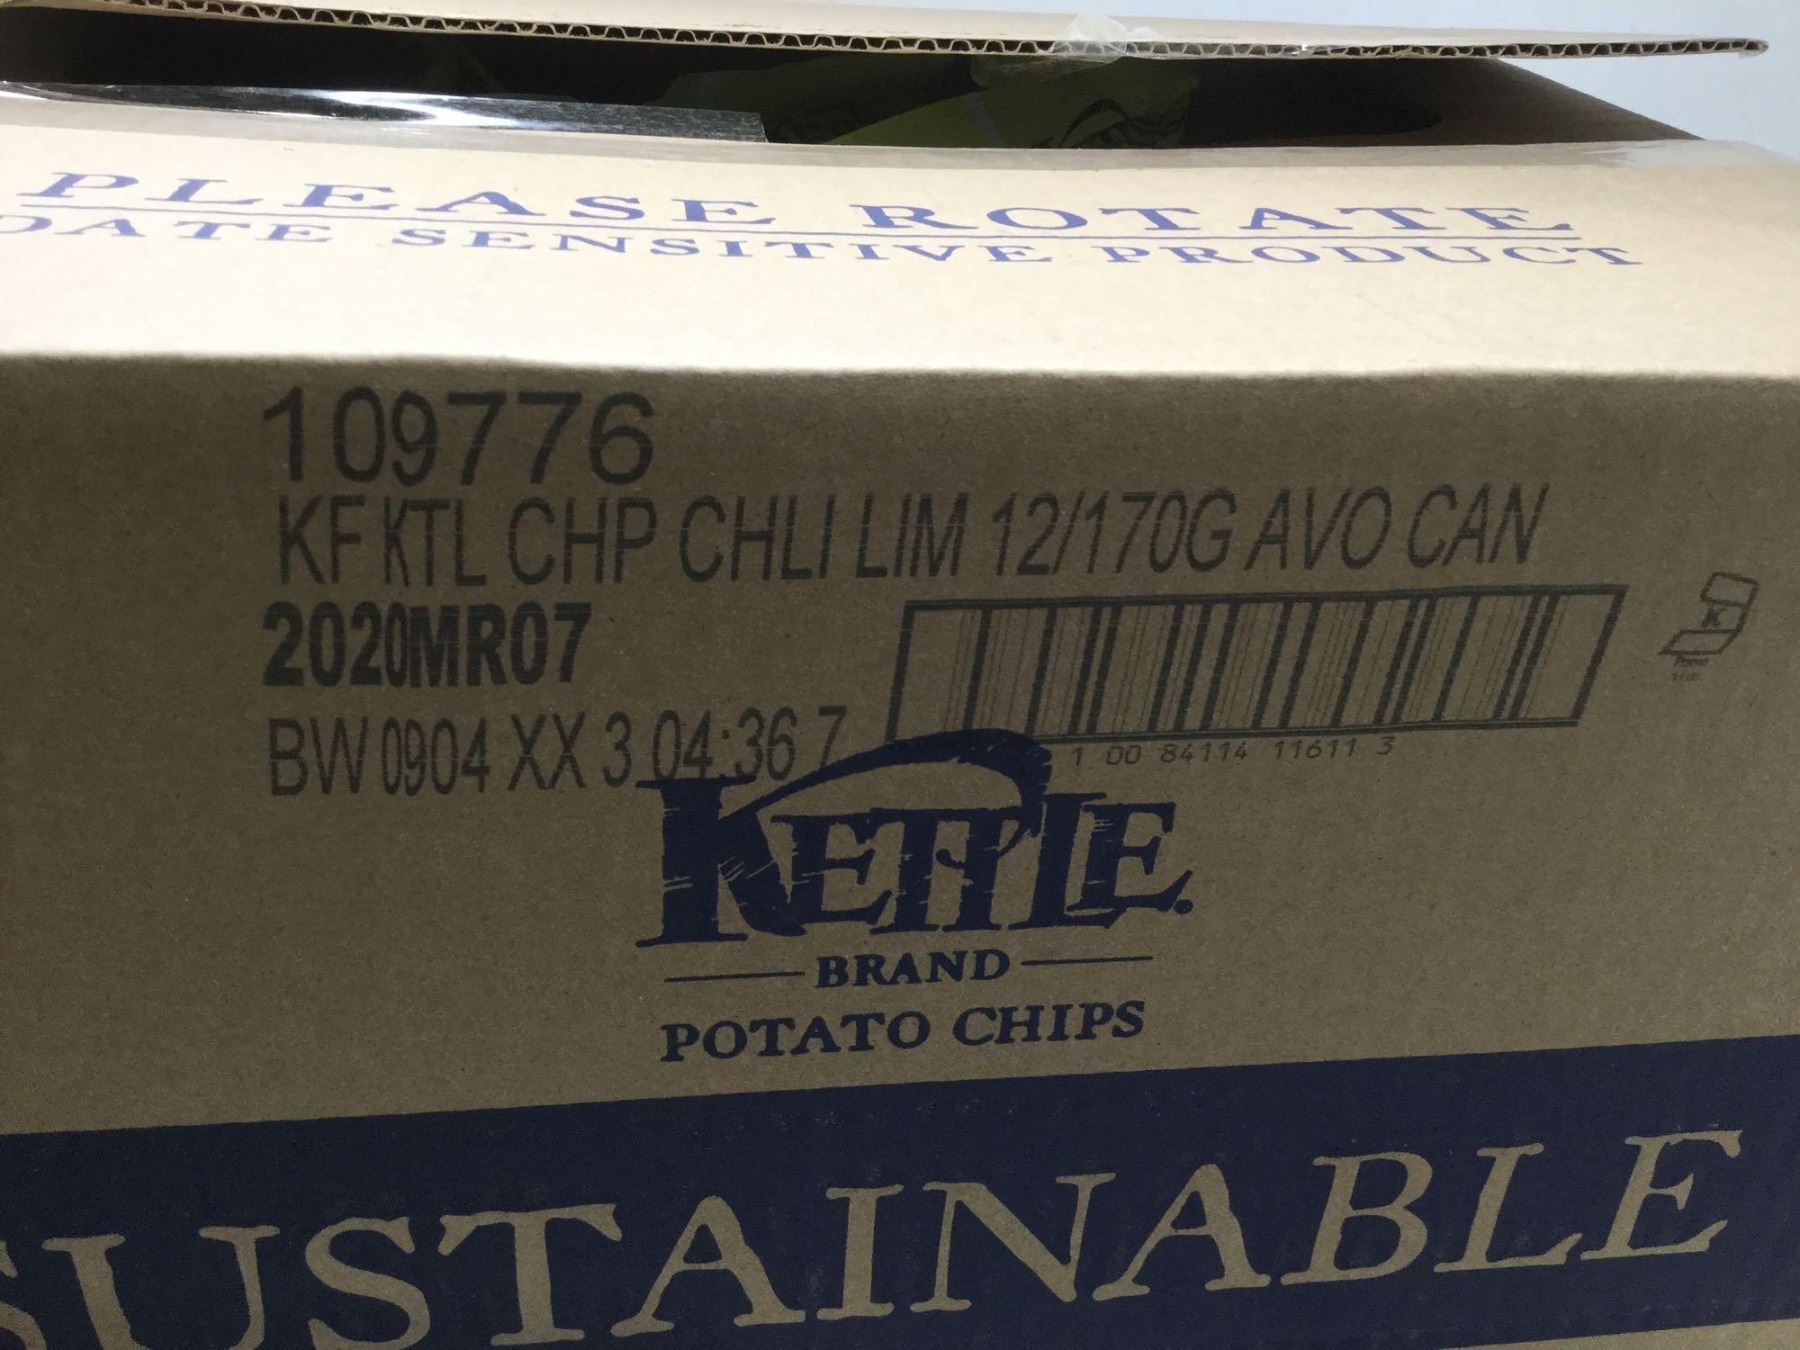 PLEASE ROTATE
DATE SENSITIVE PRODUCT
109776
KF KTL CHP CHLI LIM 12/170G AVO CAN
2020MR07
BW 0904 XX 3 04:36 7
1 00 84114 11611 3
K
KETTLE
BRAND
POTATO CHIPS
SUSTAINABLE